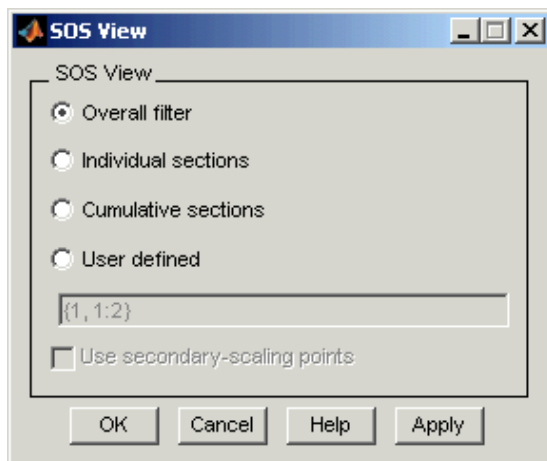 SOS View
SOS View
Overall filter
Individual sections
Cumulative sections
User defined
{1, 1:2}
Use secondary-scaling points
OK Cancel Help Apply